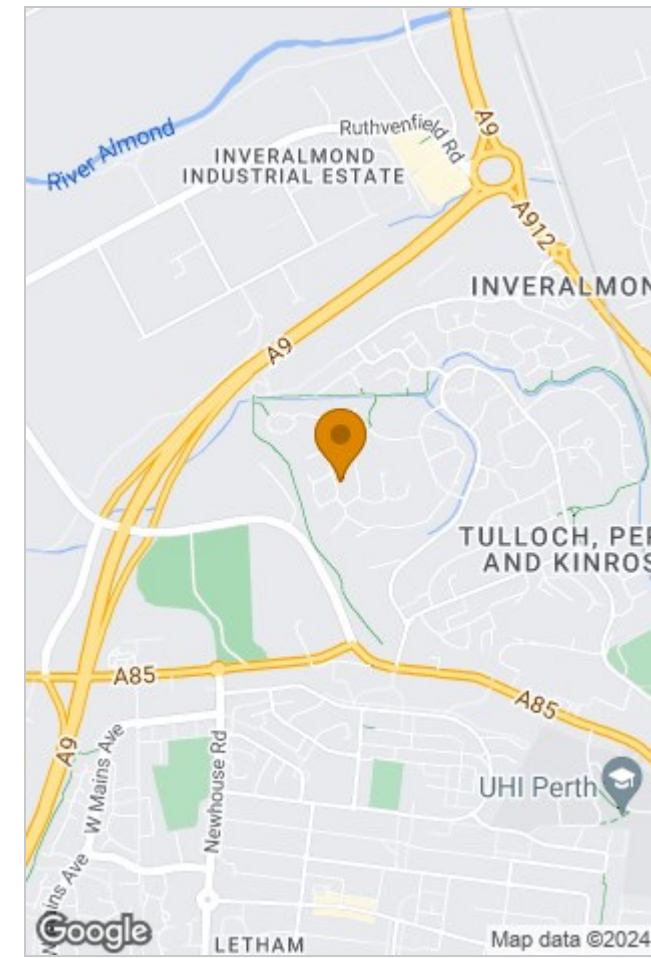 A9
River Almond
Ruthvenfield Rd
INVERALMOND
INDUSTRIAL ESTATE
A912
INVERALMON
A9
TULLOCH, PER
AND KINROS
A85
A85
A9
W Mains Ave
Newhouse Rd
UHI Perth
ins Ave
LETHAM
Google
Map data ©2024